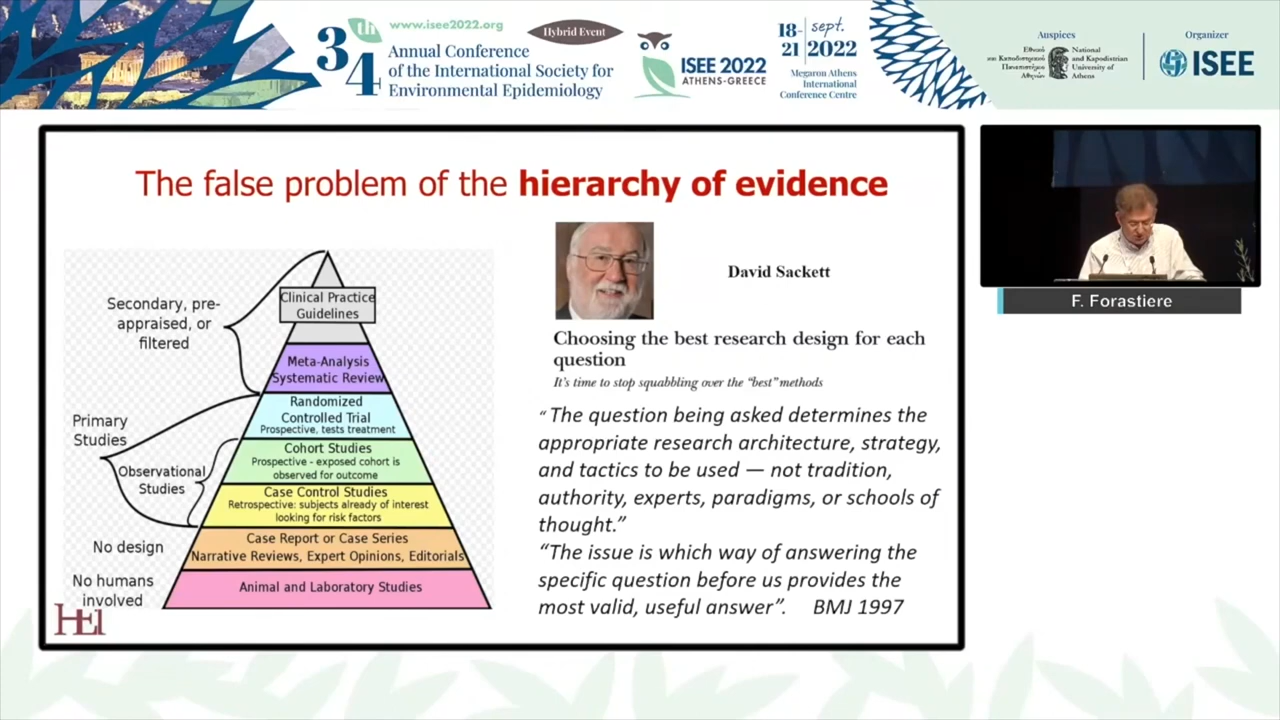 34th
www.isee2022.org
Hybrid Event
Annual Conference
of the International Society for
Environmental Epidemiology
ISEE 2022
ATHENS-GREECE
18-
21
sept.
2022
Megaron Athens
International
Conference Centre
Auspices
Εθνικό
και Καποδιστριακό
Πανεπιστήμιο
Αθηνών
National
and Kapodistrian
University of
Athens
Organizer
ISEE
The false problem of the hierarchy of evidence
Secondary, pre-
appraised, or
filtered
Primary
Studies
Observational
Studies
No design
No humans
involved
Clinical Practice
Guidelines
Meta-Analysis
Systematic Review
Randomized
Controlled Trial
Prospective, tests treatment
Cohort Studies
Prospective - exposed cohort is
observed for outcome
Case Control Studies
Retrospective: subjects already of interest
looking for risk factors
Case Report or Case Series
Narrative Reviews, Expert Opinions, Editorials
Animal and Laboratory Studies
HEI
David Sackett
Choosing the best research design for each
question
It's time to stop squabbling over the "best" methods
“ The question being asked determines the
appropriate research architecture, strategy,
and tactics to be used — not tradition,
authority, experts, paradigms, or schools of
thought.”
“The issue is which way of answering the
specific question before us provides the
most valid, useful answer”. BMJ 1997
F. Forastiere